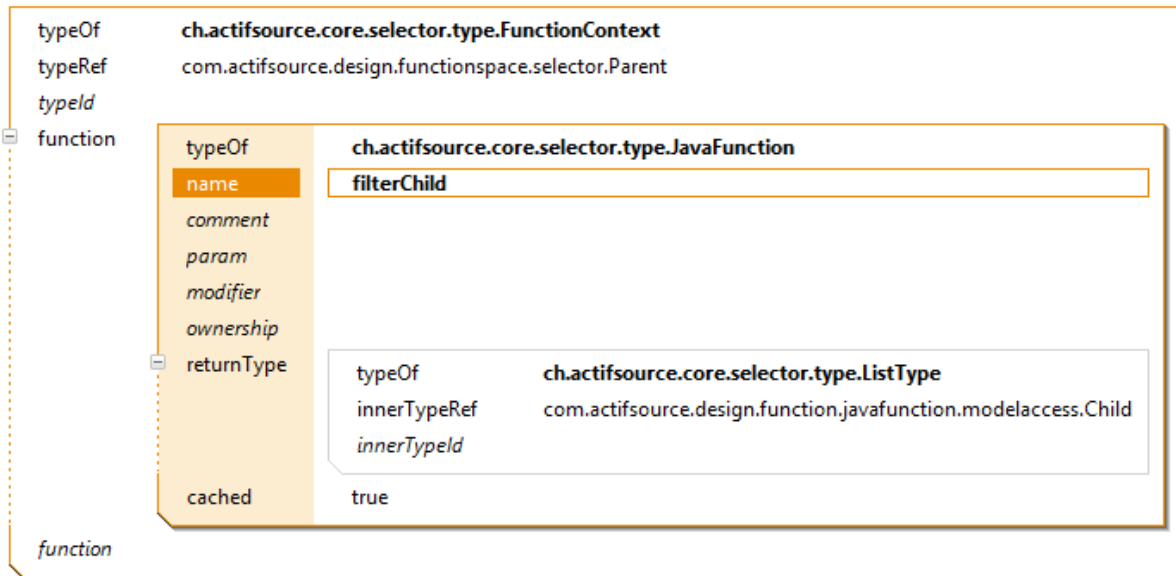 typeOf ch.actifsource.core.selector.type.FunctionContext
typeRef com.actifsource.design.functionspace.selector.Parent
typeId
function
typeOf ch.actifsource.core.selector.type.JavaFunction
name filterChild
comment
param
modifier
ownership
returnType
typeOf ch.actifsource.core.selector.type.ListType
innerTypeRef com.actifsource.design.function.javafunction.modelaccess.Child
innerTypeId
cached true
function